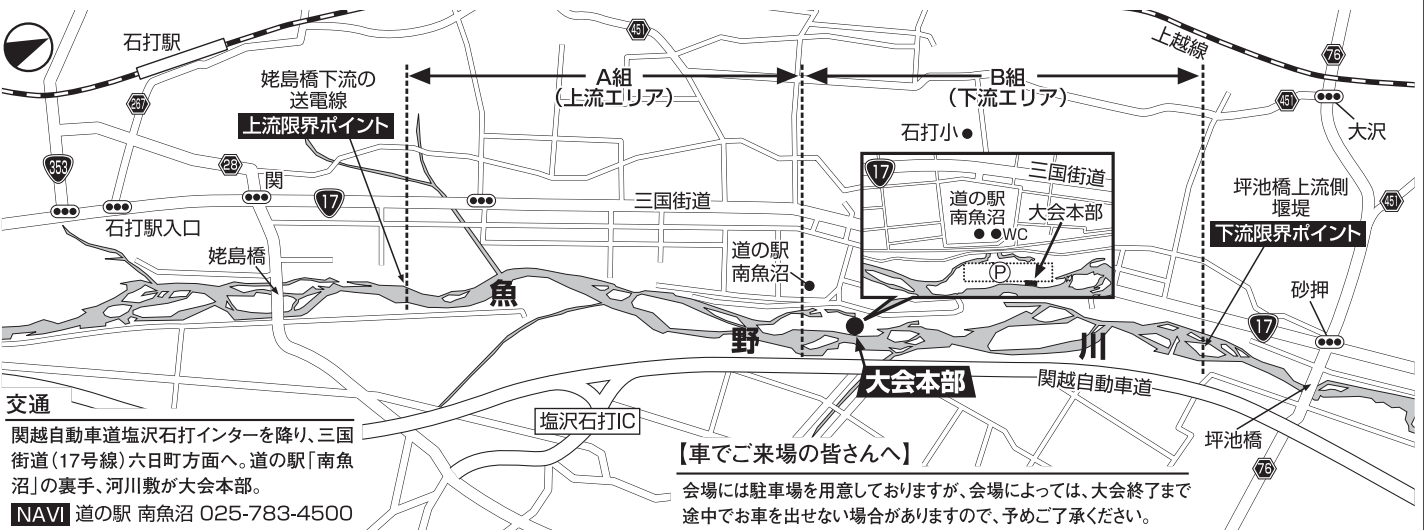 石打駅
451
上越線
76
姥島橋下流の
送電線
上流限界ポイント
A組
(上流エリア)
B組
(下流エリア)
267
451
大沢
石打小
353
28
関
17
三国街道
石打駅入口
姥島橋
道の駅
南魚沼
17
三国街道
道の駅
南魚沼
WC
大会本部
P
坪池橋上流側
堰堤
下流限界ポイント
451
砂押
17
魚
野
川
大会本部
関越自動車道
塩沢石打IC
坪池橋
76
交通
関越自動車道塩沢石打インターを降り、三国
街道(17号線)六日町方面へ。道の駅「南魚
沼」の裏手、河川敷が大会本部。
NAVI 道の駅 南魚沼 025-783-4500
【車でご来場の皆さんへ】
会場には駐車場を用意しておりますが、会場によっては、大会終了まで
途中でお車を出せない場合がありますので、予めご了承ください。